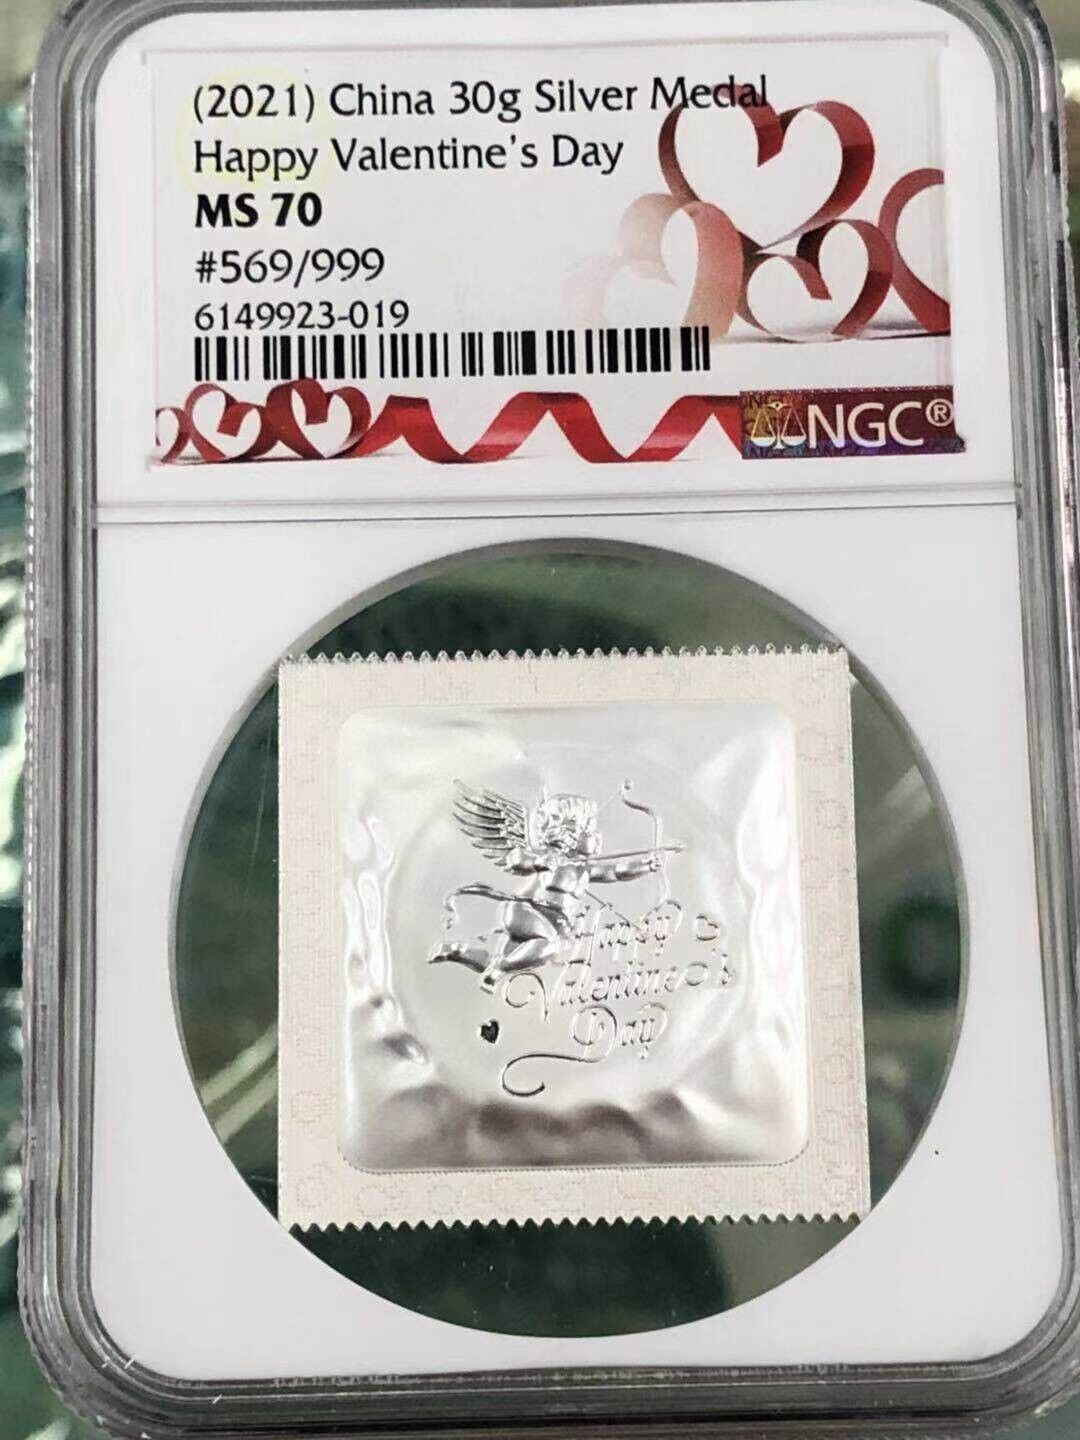 (2021) China 30g Silver Medal
Happy Valentine's Day
MS 70
#569/999
6149923-019
NGC®
Happy
Valentine's
Day